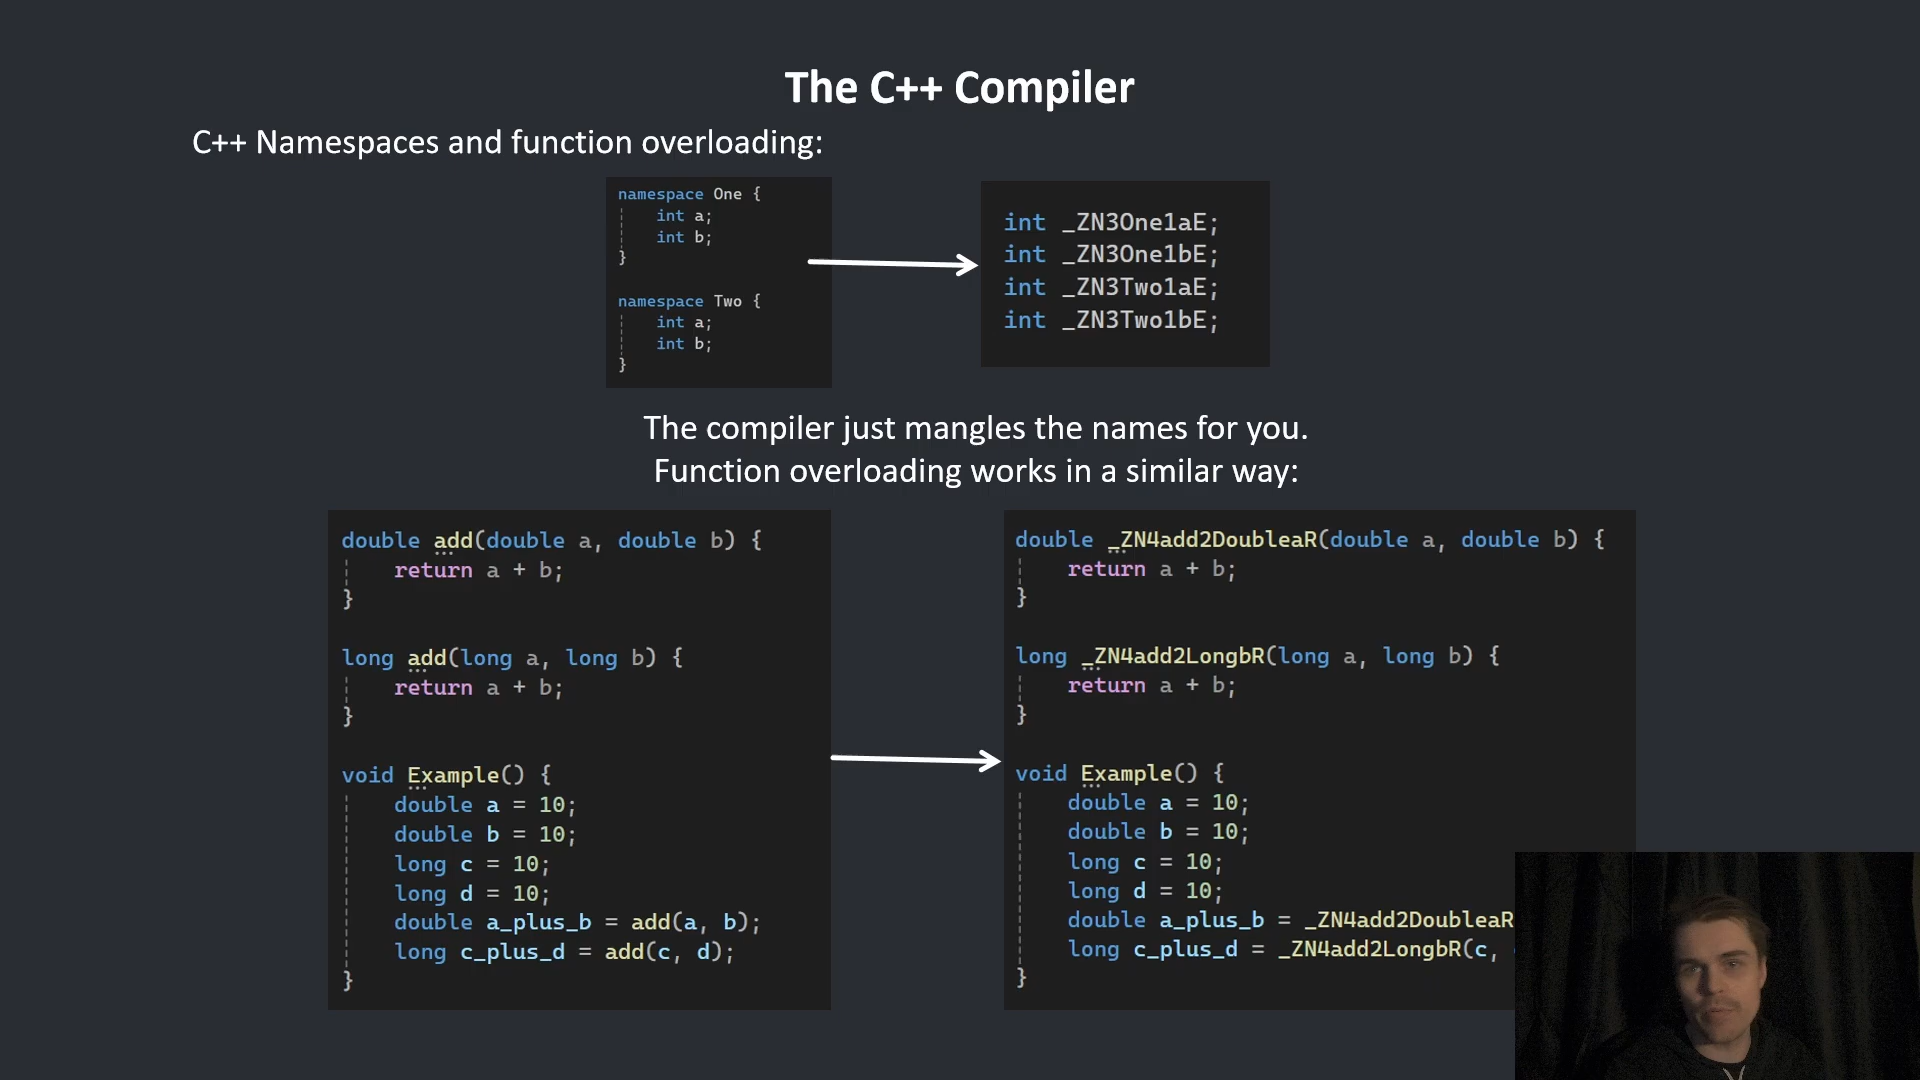 The C++ Compiler
C++ Namespaces and function overloading:
namespace One {
int a;
int b;
}
namespace Two {
int a;
int b;
}
int _ZN3One1aE;
int _ZN3One1bE;
int _ZN3Two1aE;
int _ZN3Two1bE;
The compiler just mangles the names for you.
Function overloading works in a similar way:
double add(double a, double b) {
return a + b;
}
long add(long a, long b) {
return a + b;
}
void Example() {
double a = 10;
double b = 10;
long c = 10;
long d = 10;
double a_plus_b = add(a, b);
long c_plus_d = add(c, d);
}
double _ZN4add2DoubleaR(double a, double b) {
return a + b;
}
long _ZN4add2LongbR(long a, long b) {
return a + b;
}
void Example() {
double a = 10;
double b = 10;
long c = 10;
long d = 10;
double a_plus_b = _ZN4add2DoubleaR
long c_plus_d = _ZN4add2LongbR(c,
}